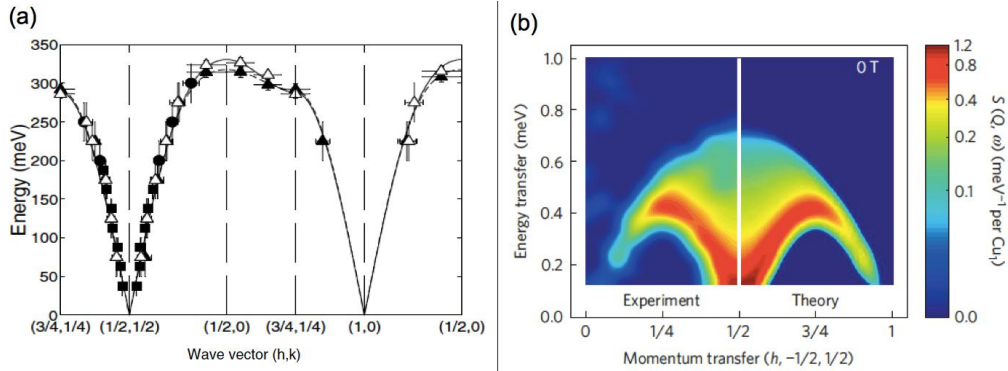 (a)
350
300
250
200
150
100
50
0
Energy (meV)
(3/4,1/4) (1/2,1/2) (1/2,0) (3/4,1/4) (1,0) (1/2,0)
Wave vector (h,k)
(b)
1.0
0.8
0.6
0.4
0.2
0.0
Energy transfer (meV)
0 T
Experiment Theory
0 1/4 1/2 3/4 1
Momentum transfer (h, −1/2, 1/2)
1.2
0.8
0.4
0.2
0.1
0.0
S (Q, ω) (meV⁻¹ per Cu₁)